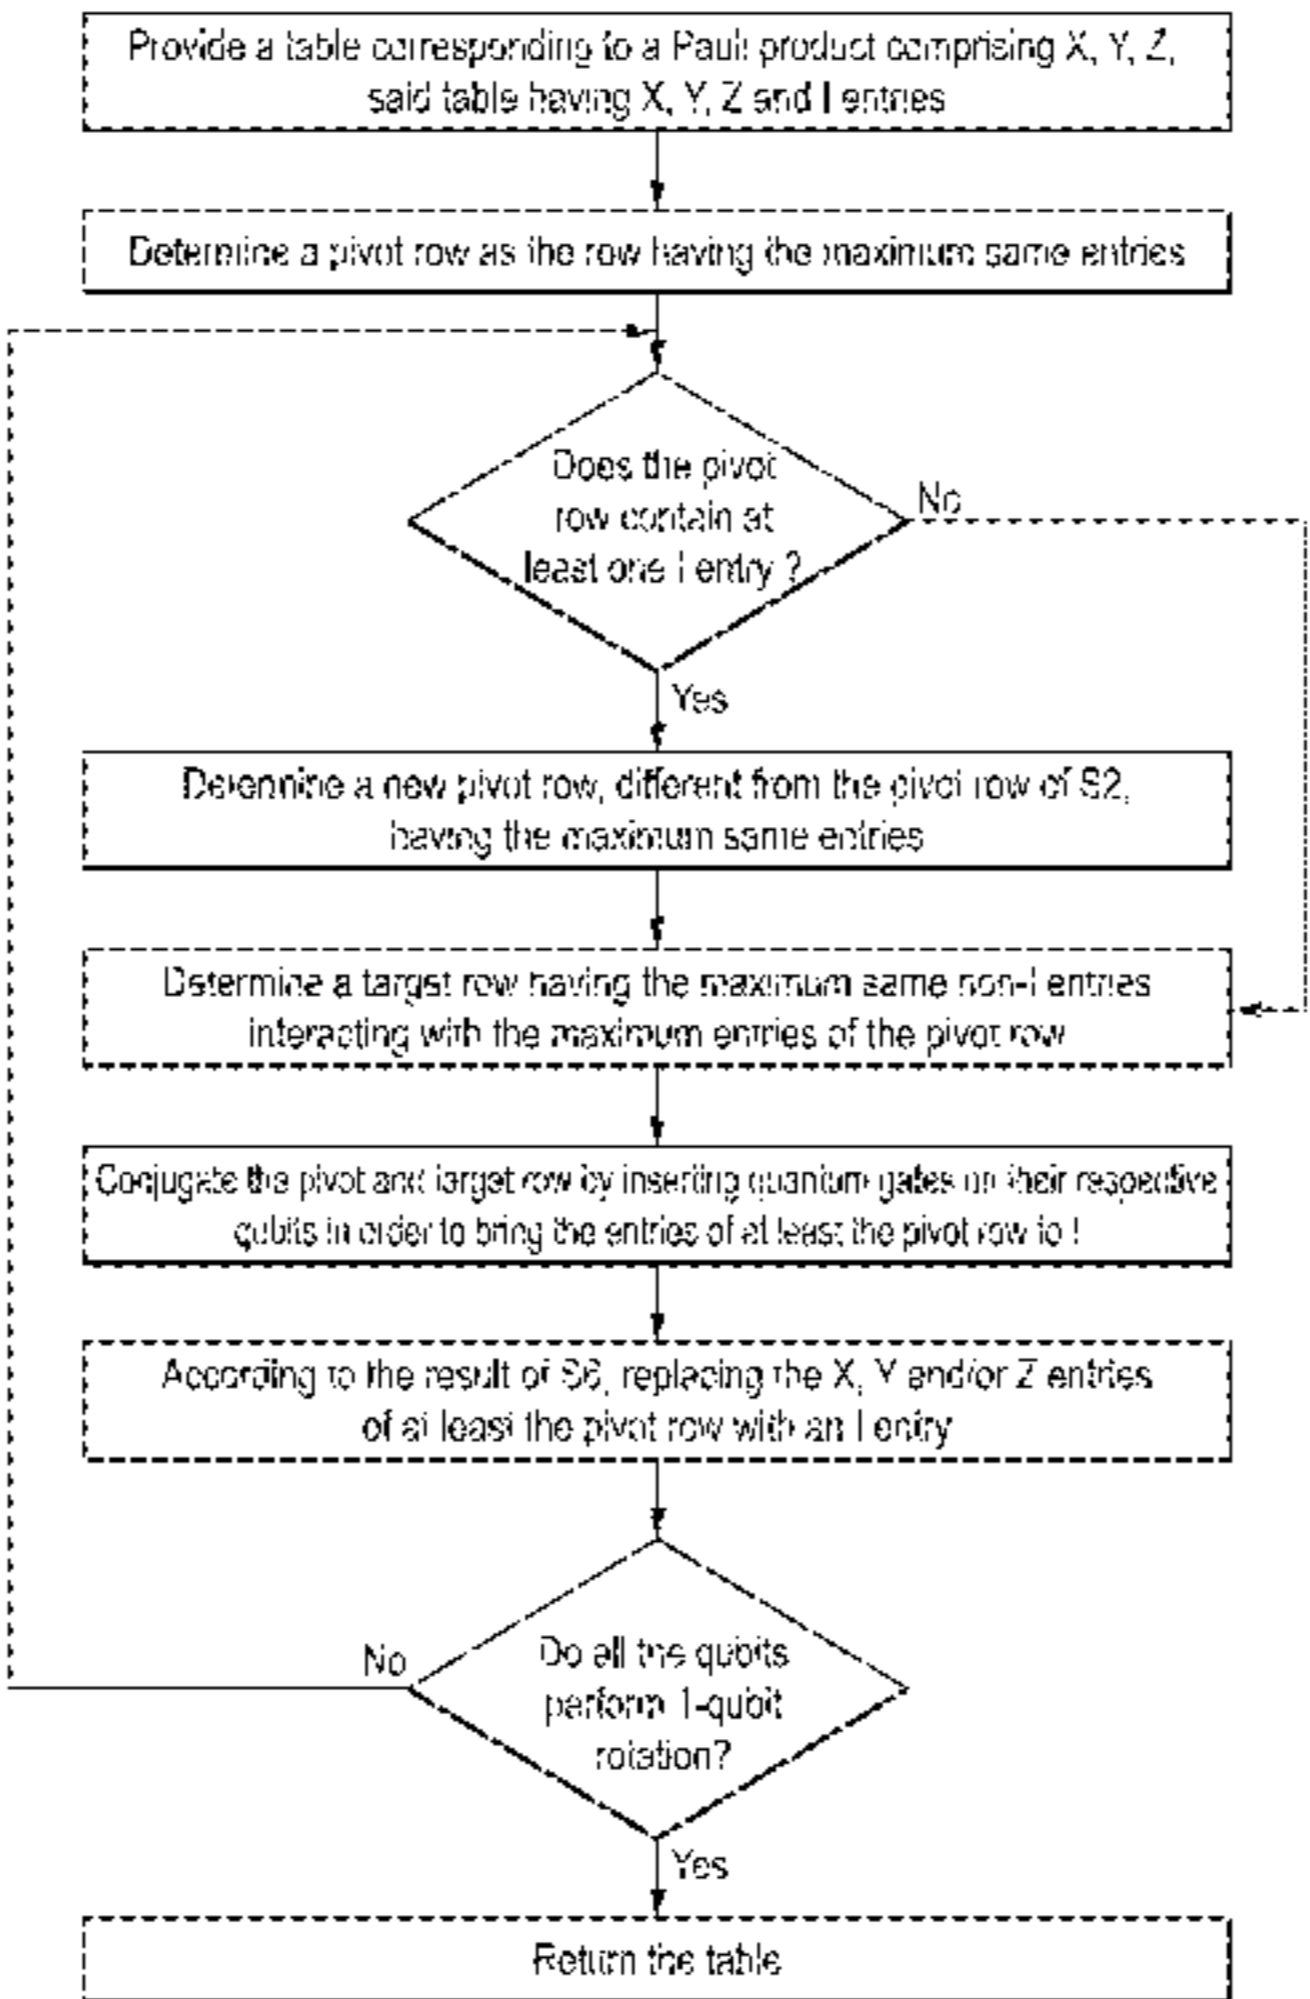 Provide a table corresponding to a Pauli product comprising X, Y, Z,
said table having X, Y, Z and I entries
Determine a pivot row as the row having the maximum same entries
Does the pivot
row contain at
least one I entry ?
No
Yes
Determine a new pivot row, different from the pivot row of S2,
having the maximum same entries
Determine a target row having the maximum same non-I entries
interacting with the maximum entries of the pivot row
Conjugate the pivot and target row by inserting quantum gates on their respective
qubits in order to bring the entries of at least the pivot row to I
According to the result of S6, replacing the X, Y and/or Z entries
of at least the pivot row with an I entry
No
Do all the qubits
perform 1-qubit
rotation?
Yes
Return the table